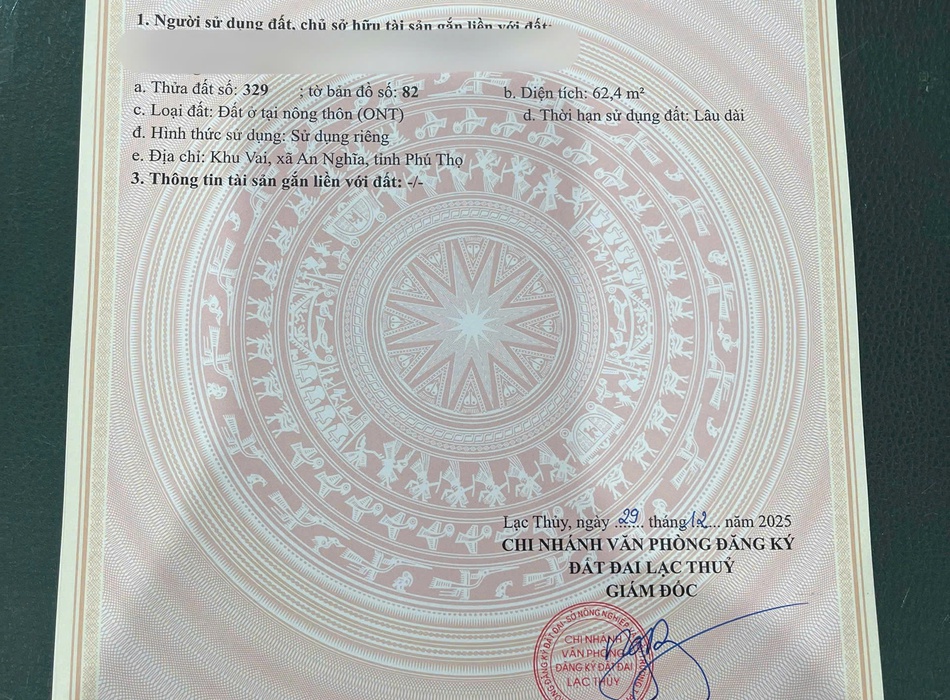 1. Người sử dụng đất, chủ sở hữu tài sản gắn liền với đất:
a. Thửa đất số: 329 ; tờ bản đồ số: 82 b. Diện tích: 62,4 m²
c. Loại đất: Đất ở tại nông thôn (ONT) d. Thời hạn sử dụng đất: Lâu dài
đ. Hình thức sử dụng: Sử dụng riêng
e. Địa chỉ: Khu Vai, xã An Nghĩa, tỉnh Phú Thọ
3. Thông tin tài sản gắn liền với đất: -/-
Lạc Thủy, ngày ..29... tháng 12... năm 2025
CHI NHÁNH VĂN PHÒNG ĐĂNG KÝ
ĐẤT ĐAI LẠC THUỶ
GIÁM ĐỐC
CHI NHÁNH
VĂN PHÒNG
ĐĂNG KÝ ĐẤT ĐAI
LẠC THUỶ